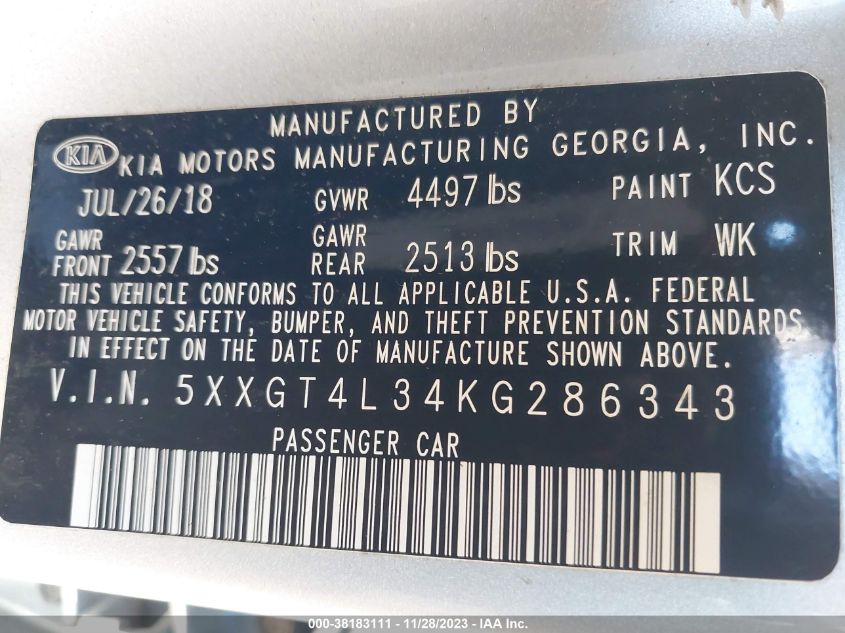 MANUFACTURED BY
KIA KIA MOTORS MANUFACTURING GEORGIA, INC.
JUL/26/18 GVWR 4497 lbs PAINT KCS
GAWR FRONT 2557 lbs GAWR REAR 2513 lbs TRIM WK
THIS VEHICLE CONFORMS TO ALL APPLICABLE U.S.A. FEDERAL
MOTOR VEHICLE SAFETY, BUMPER, AND THEFT PREVENTION STANDARDS
IN EFFECT ON THE DATE OF MANUFACTURE SHOWN ABOVE.
V.I.N. 5XXGT4L34KG286343
PASSENGER CAR
000-38183111 - 11/28/2023 - IAA Inc.